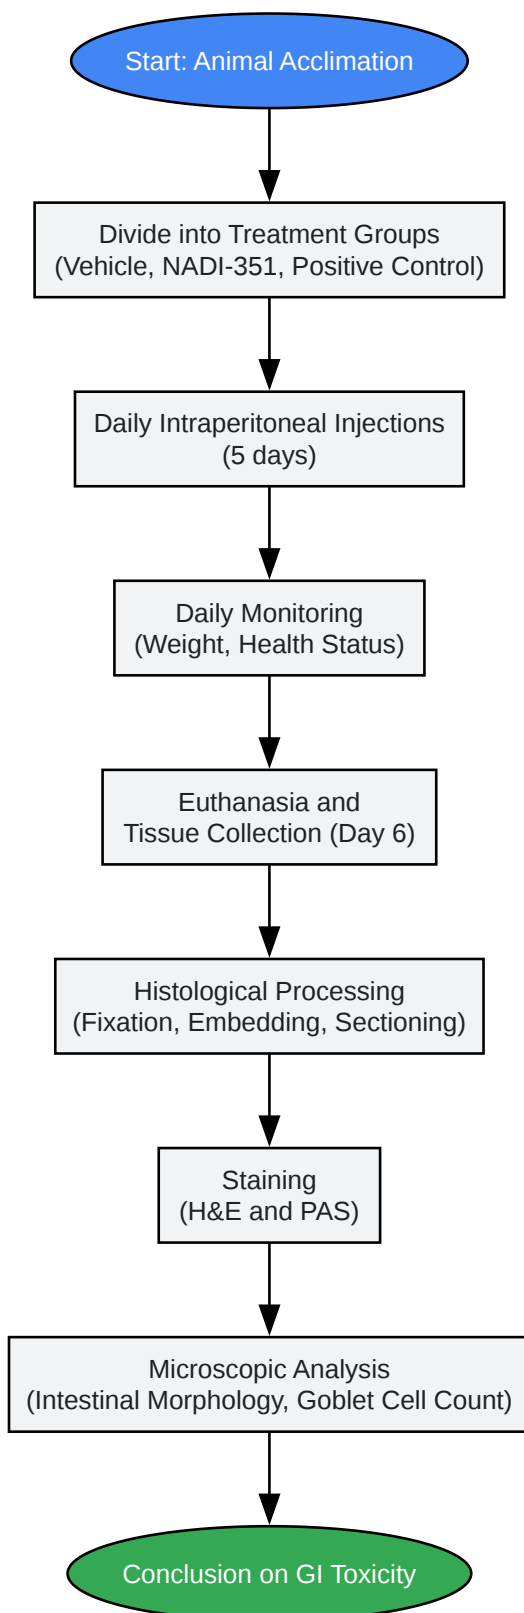 Start: Animal Acclimation
Divide into Treatment Groups
(Vehicle, NADI-351, Positive Control)
Daily Intraperitoneal Injections
(5 days)
Daily Monitoring
(Weight, Health Status)
Euthanasia and
Tissue Collection (Day 6)
Histological Processing
(Fixation, Embedding, Sectioning)
Staining
(H&E and PAS)
Microscopic Analysis
(Intestinal Morphology, Goblet Cell Count)
Conclusion on GI Toxicity